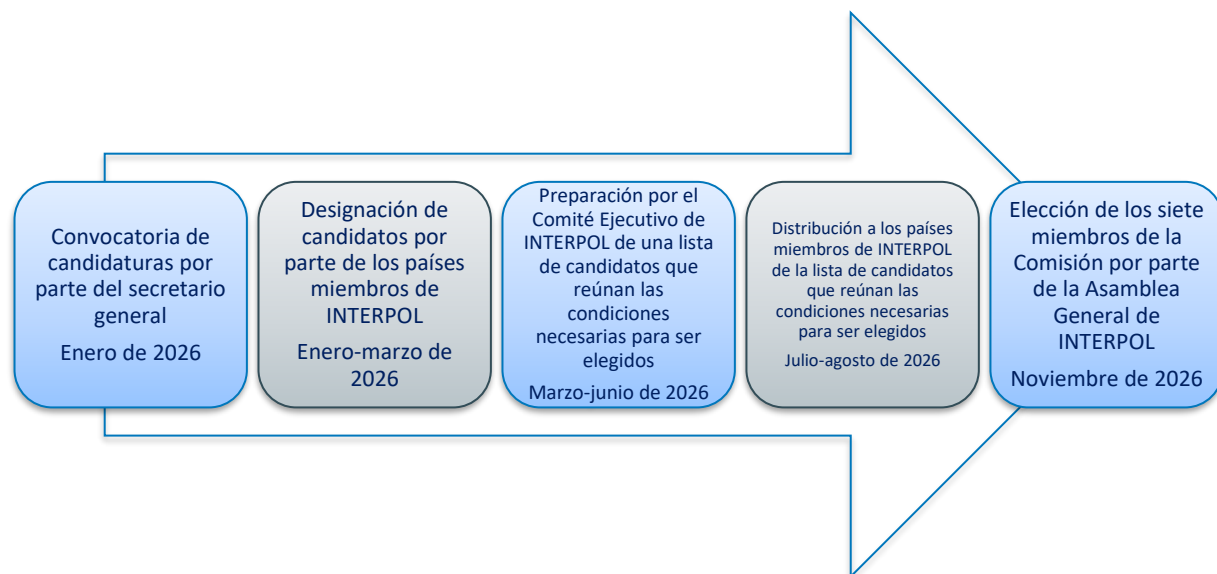 Convocatoria de
candidaturas por
parte del secretario
general
Enero de 2026
Designación de
candidatos por
parte de los países
miembros de
INTERPOL
Enero-marzo de
2026
Preparación por el
Comité Ejecutivo de
INTERPOL de una lista
de candidatos que
reúnan las
condiciones
necesarias para ser
elegidos
Marzo-junio de 2026
Distribución a los países
miembros de INTERPOL
de la lista de candidatos
que reúnan las
condiciones necesarias
para ser elegidos
Julio-agosto de 2026
Elección de los siete
miembros de la
Comisión por parte
de la Asamblea
General de
INTERPOL
Noviembre de 2026